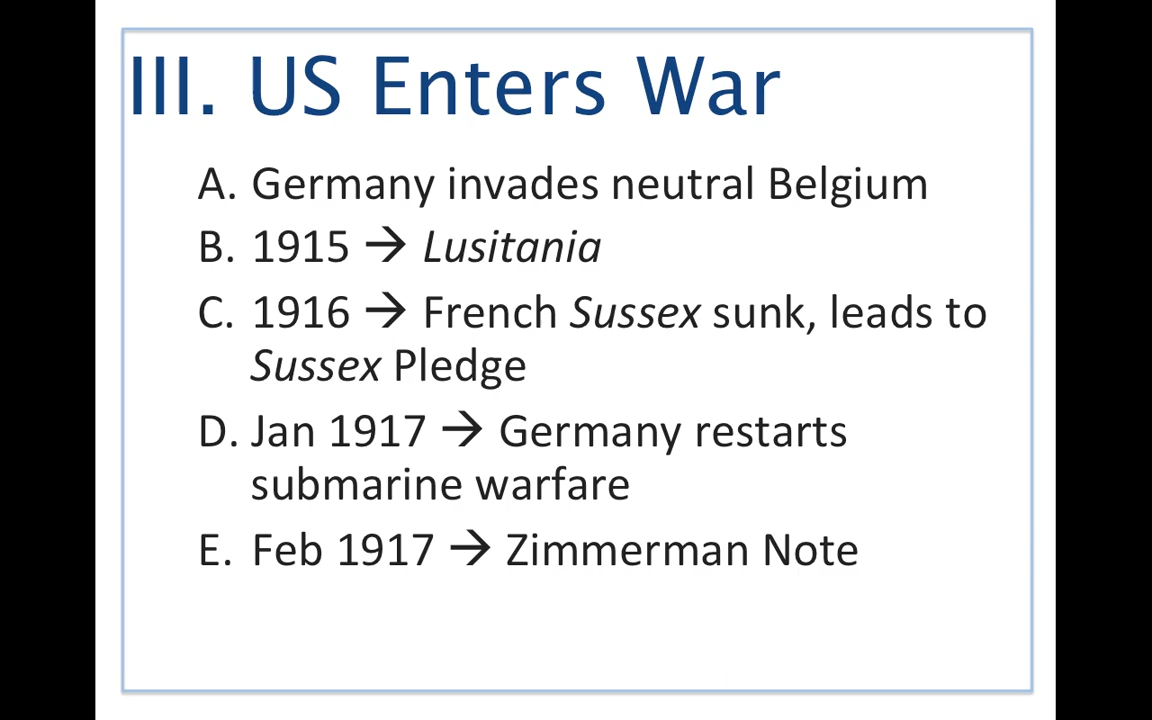 III. US Enters War
A. Germany invades neutral Belgium
B. 1915 → Lusitania
C. 1916 → French Sussex sunk, leads to
Sussex Pledge
D. Jan 1917 → Germany restarts
submarine warfare
E. Feb 1917 → Zimmerman Note